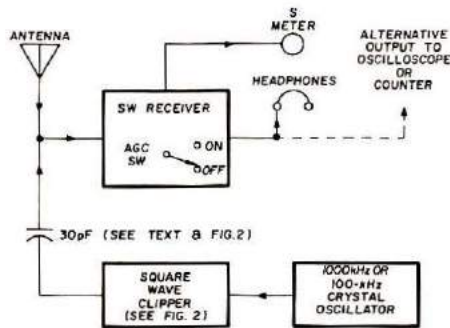 S
METER
ANTENNA
ALTERNATIVE
OUTPUT TO
OSCILLOSCOPE
OR
COUNTER
HEADPHONES
SW RECEIVER
AGC
SW
ON
OFF
30pF (SEE TEXT & FIG.2)
SQUARE
WAVE
CLIPPER
(SEE FIG. 2)
1000kHz OR
100-kHz
CRYSTAL
OSCILLATOR